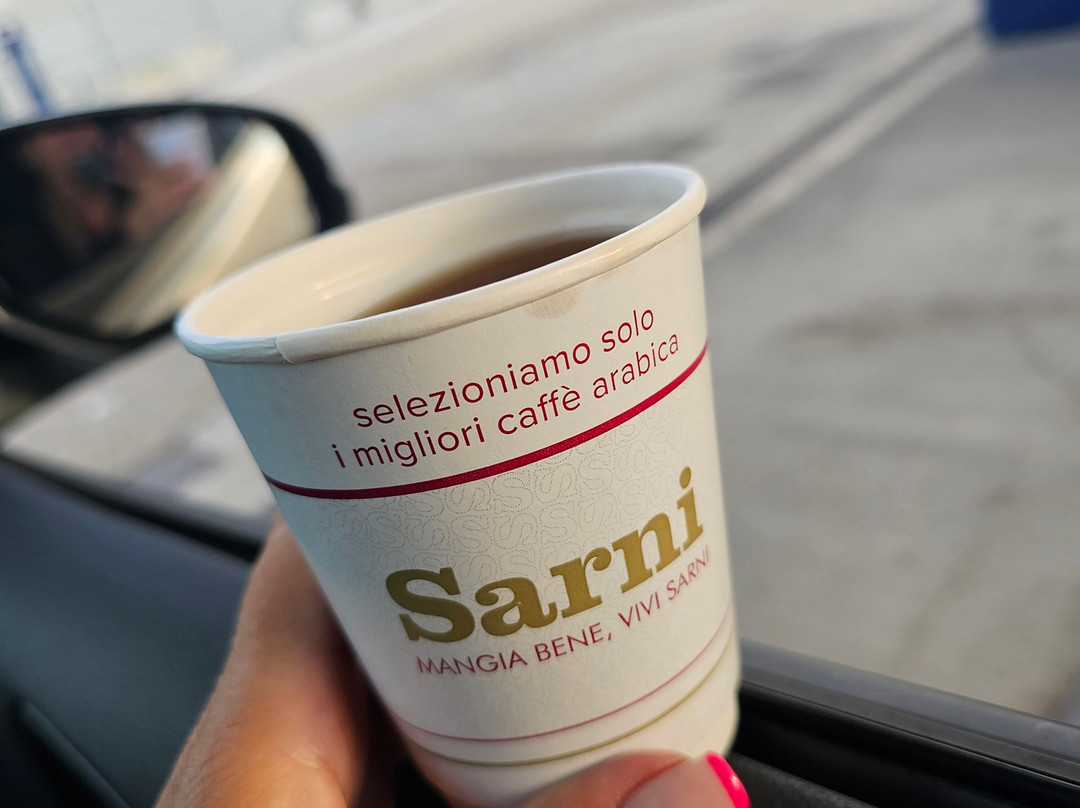 selezioniamo solo
i migliori caffè arabica
Sarni
MANGIA BENE, VIVI SARNI